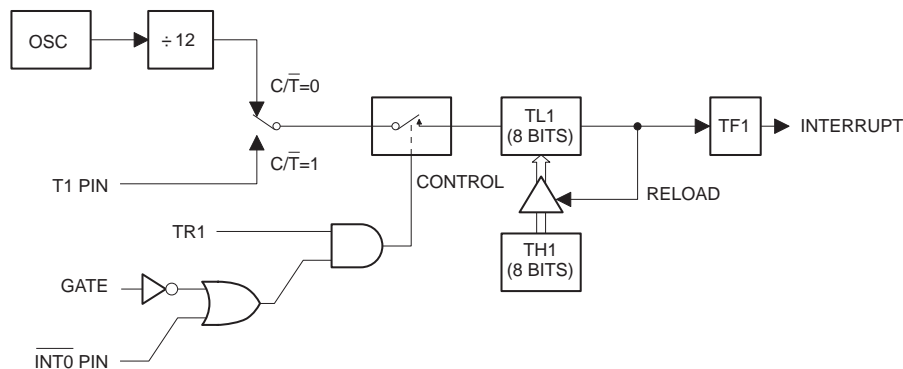 OSC
÷12
C/T̅=0
C/T̅=1
T1 PIN
TL1
(8 BITS)
TF1
INTERRUPT
CONTROL
RELOAD
TR1
TH1
(8 BITS)
GATE
I̅N̅T̅0̅ PIN